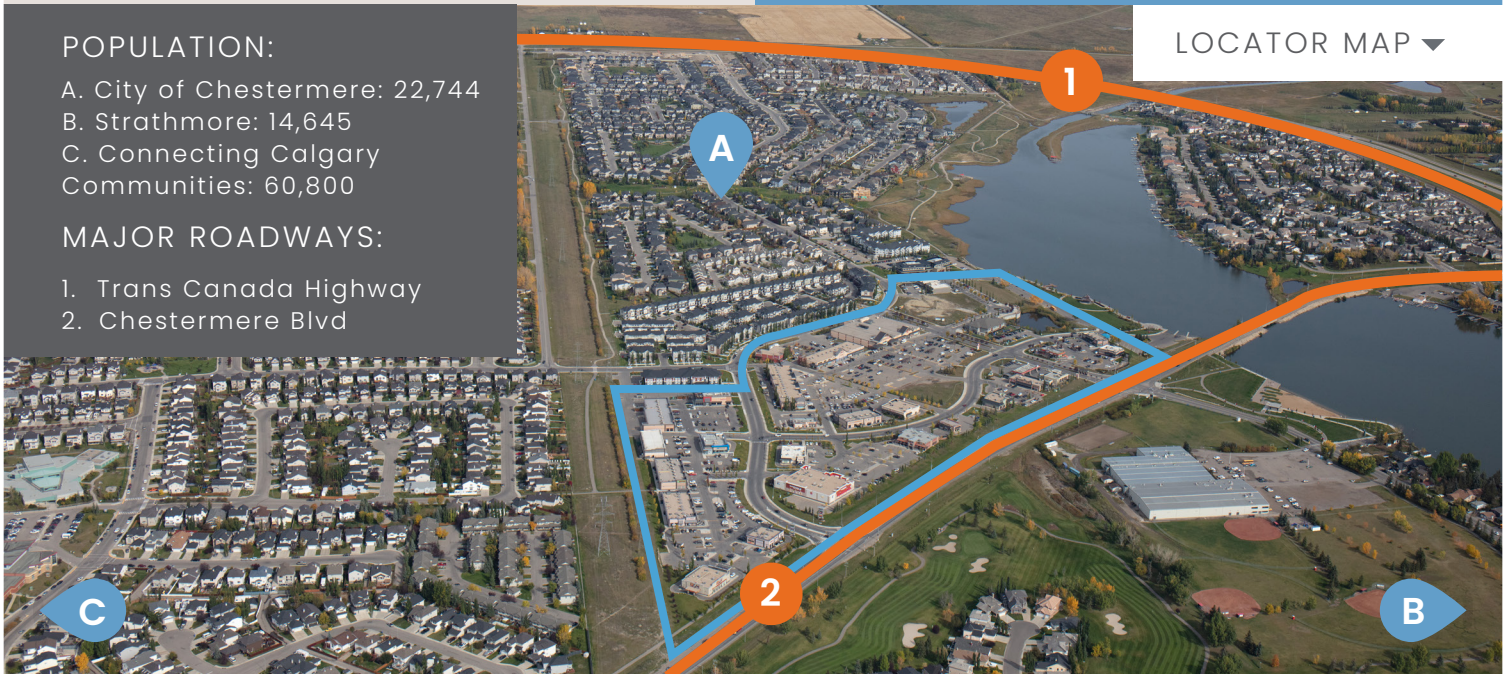 POPULATION:
A. City of Chestermere: 22,744
B. Strathmore: 14,645
C. Connecting Calgary
Communities: 60,800
MAJOR ROADWAYS:
1. Trans Canada Highway
2. Chestermere Blvd
LOCATOR MAP
1
A
2
C
B